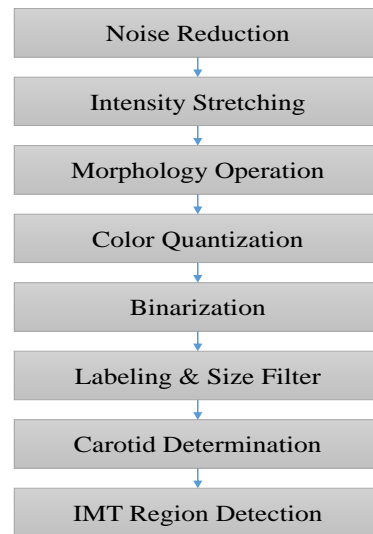 Noise Reduction
Intensity Stretching
Morphology Operation
Color Quantization
Binarization
Labeling & Size Filter
Carotid Determination
IMT Region Detection